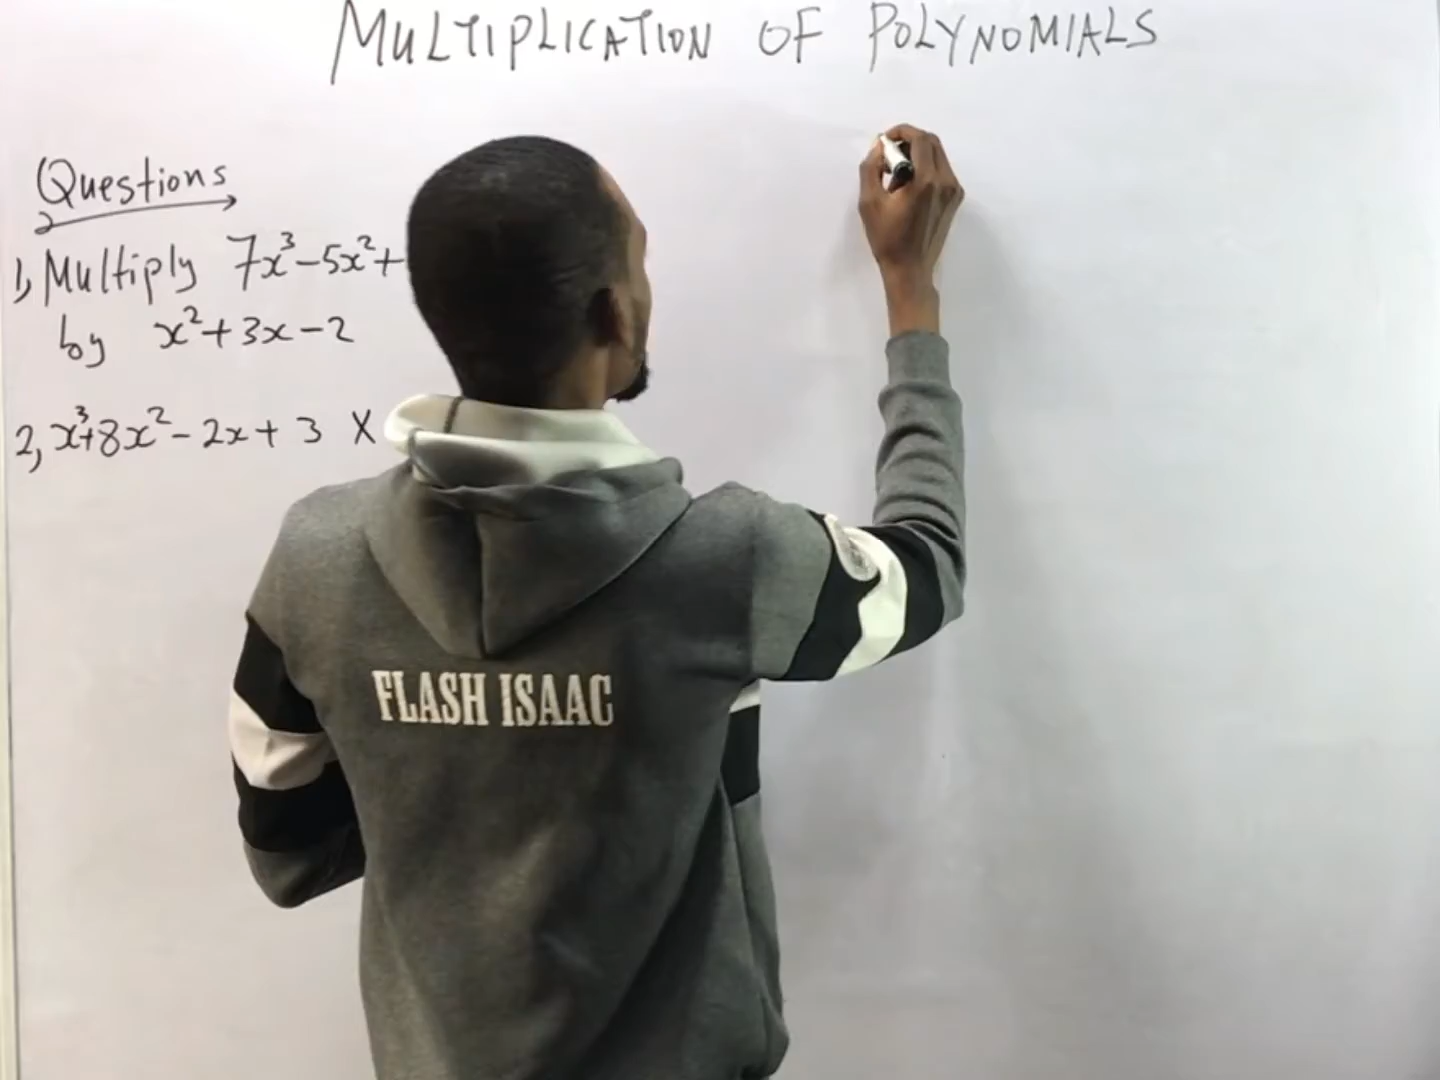 MULTIPLICATION OF POLYNOMIALS
Questions
1, Multiply 7x³-5x²+
by x²+3x-2
2, x³+8x²-2x+3 X
FLASH ISAAC